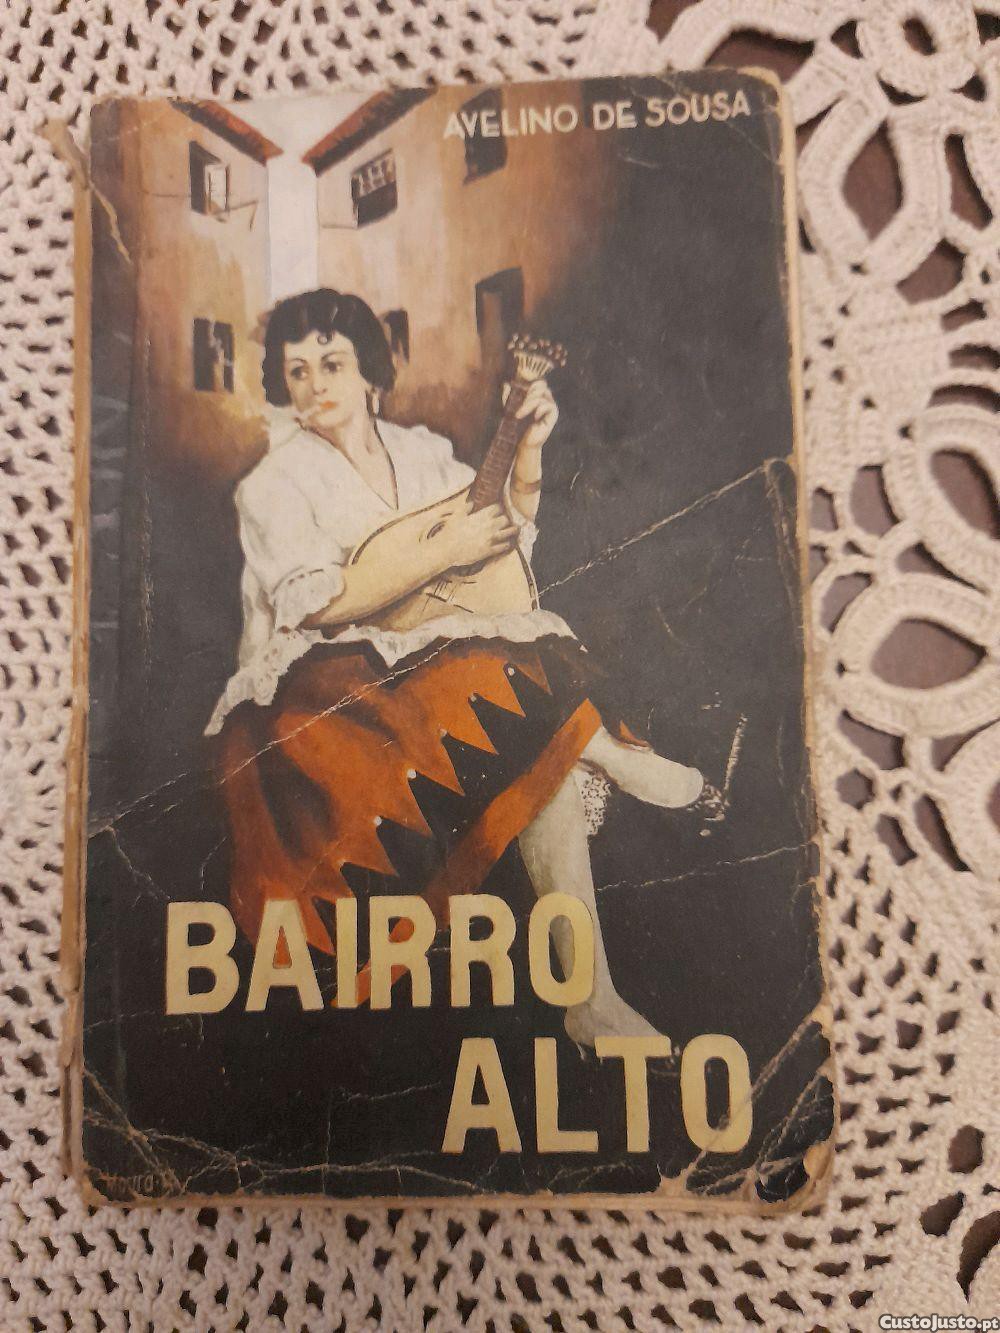 AVELINO DE SOUSA
BAIRRO
ALTO
CustoJusto.pt